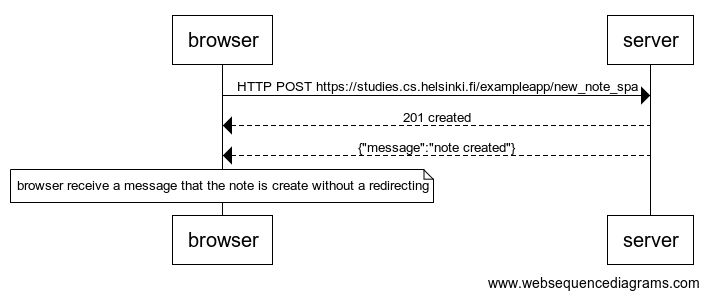 browser server
HTTP POST https://studies.cs.helsinki.fi/exampleapp/new_note_spa
201 created
{"message":"note created"}
browser receive a message that the note is create without a redirecting
browser server
www.websequencediagrams.com